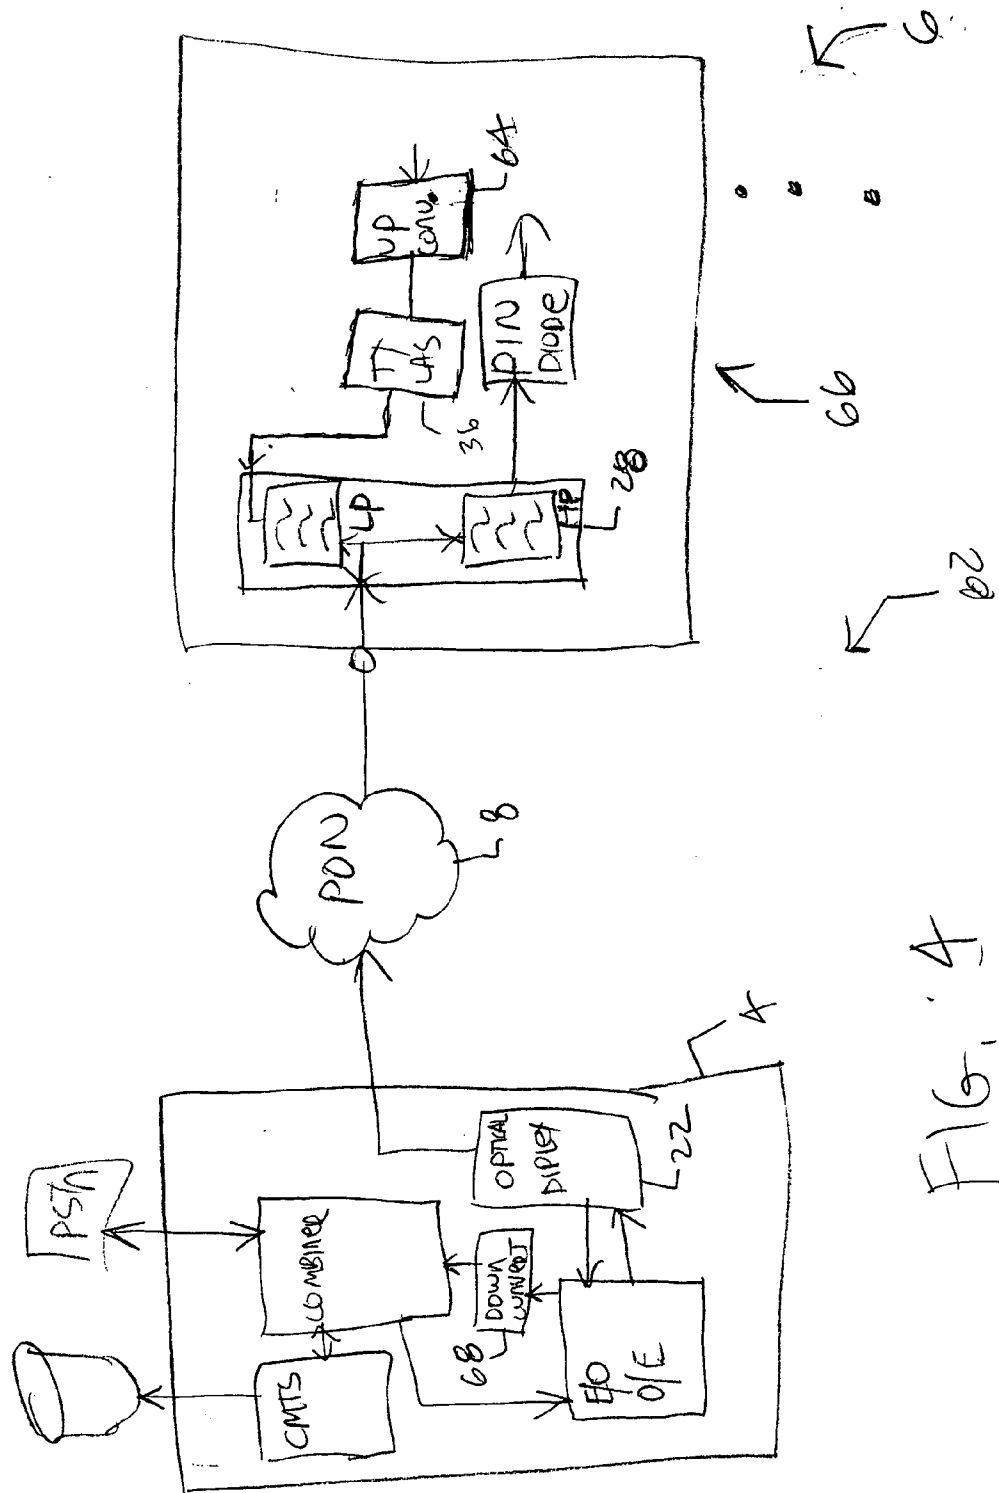 PSTn
CMTS
COMBINER
68
DOWN
CONVERT
E/O
O/E
OPTICAL
DIPLEX
22
4
PON
8
LP
HP
28
TT
LAS
36
UP
CONV.
64
PIN
DIODE
66
62
6
FIG. 4